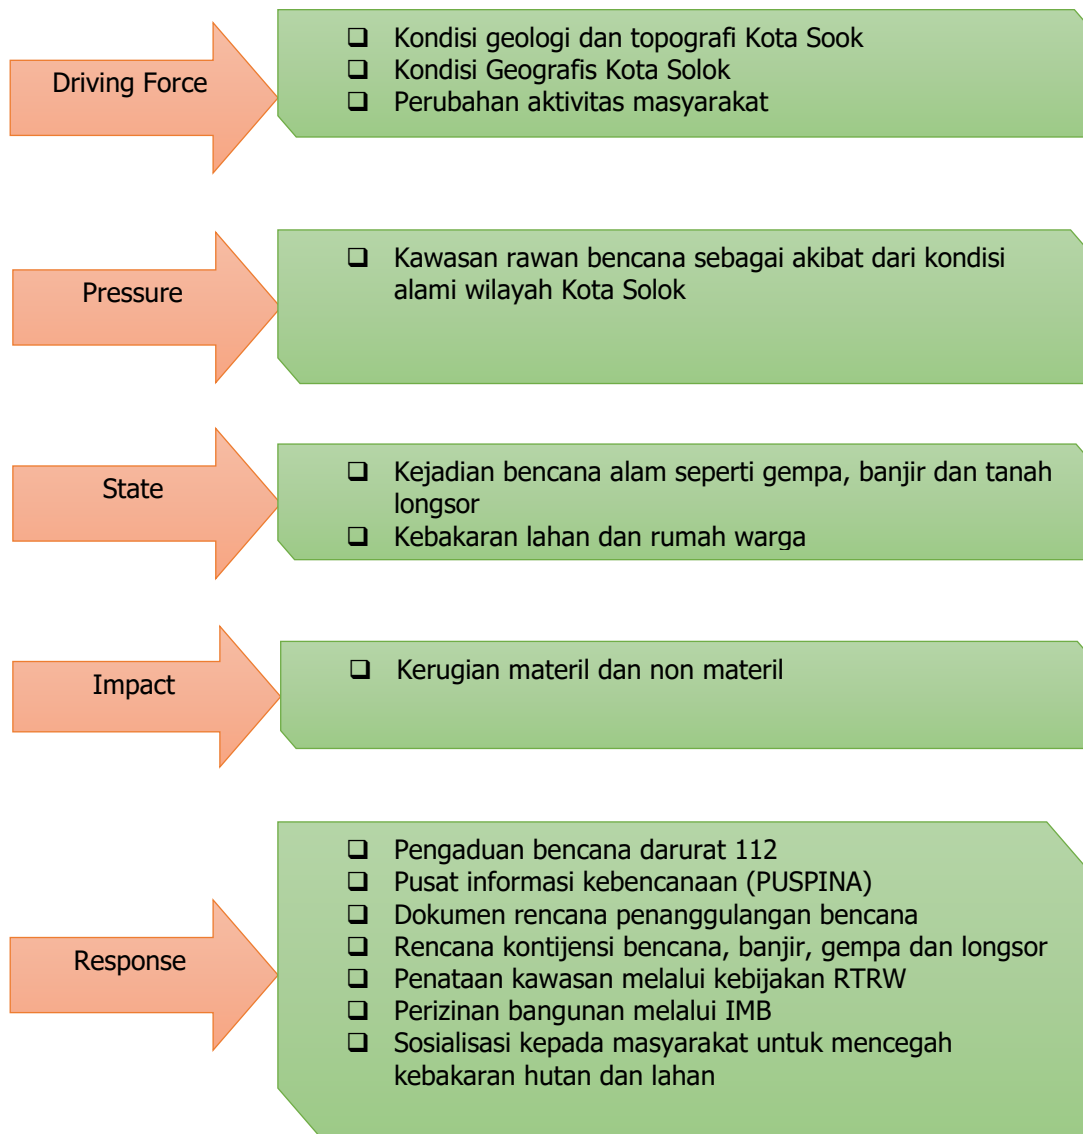 Driving Force
❑ Kondisi geologi dan topografi Kota Sook
❑ Kondisi Geografis Kota Solok
❑ Perubahan aktivitas masyarakat
Pressure
❑ Kawasan rawan bencana sebagai akibat dari kondisi
alami wilayah Kota Solok
State
❑ Kejadian bencana alam seperti gempa, banjir dan tanah
longsor
❑ Kebakaran lahan dan rumah warga
Impact
❑ Kerugian materil dan non materil
Response
❑ Pengaduan bencana darurat 112
❑ Pusat informasi kebencanaan (PUSPINA)
❑ Dokumen rencana penanggulangan bencana
❑ Rencana kontijensi bencana, banjir, gempa dan longsor
❑ Penataan kawasan melalui kebijakan RTRW
❑ Perizinan bangunan melalui IMB
❑ Sosialisasi kepada masyarakat untuk mencegah
kebakaran hutan dan lahan